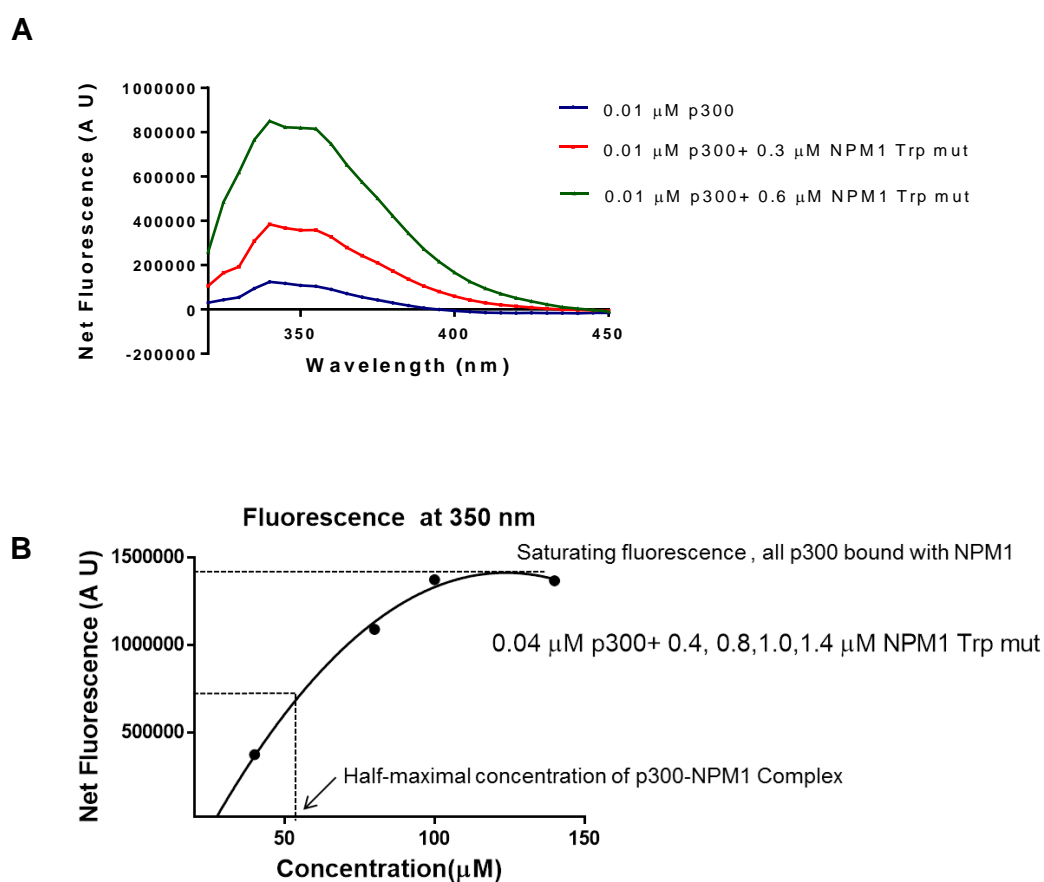 A
Net Fluorescence (A U)
1000000
800000
600000
400000
200000
0
-200000
350
400
450
Wavelength (nm)
0.01 μM p300
0.01 μM p300+ 0.3 μM NPM1 Trp mut
0.01 μM p300+ 0.6 μM NPM1 Trp mut
B
Fluorescence at 350 nm
Net Fluorescence (A U)
1500000
1000000
500000
50
100
150
Concentration(μM)
Saturating fluorescence , all p300 bound with NPM1
0.04 μM p300+ 0.4, 0.8,1.0,1.4 μM NPM1 Trp mut
Half-maximal concentration of p300-NPM1 Complex